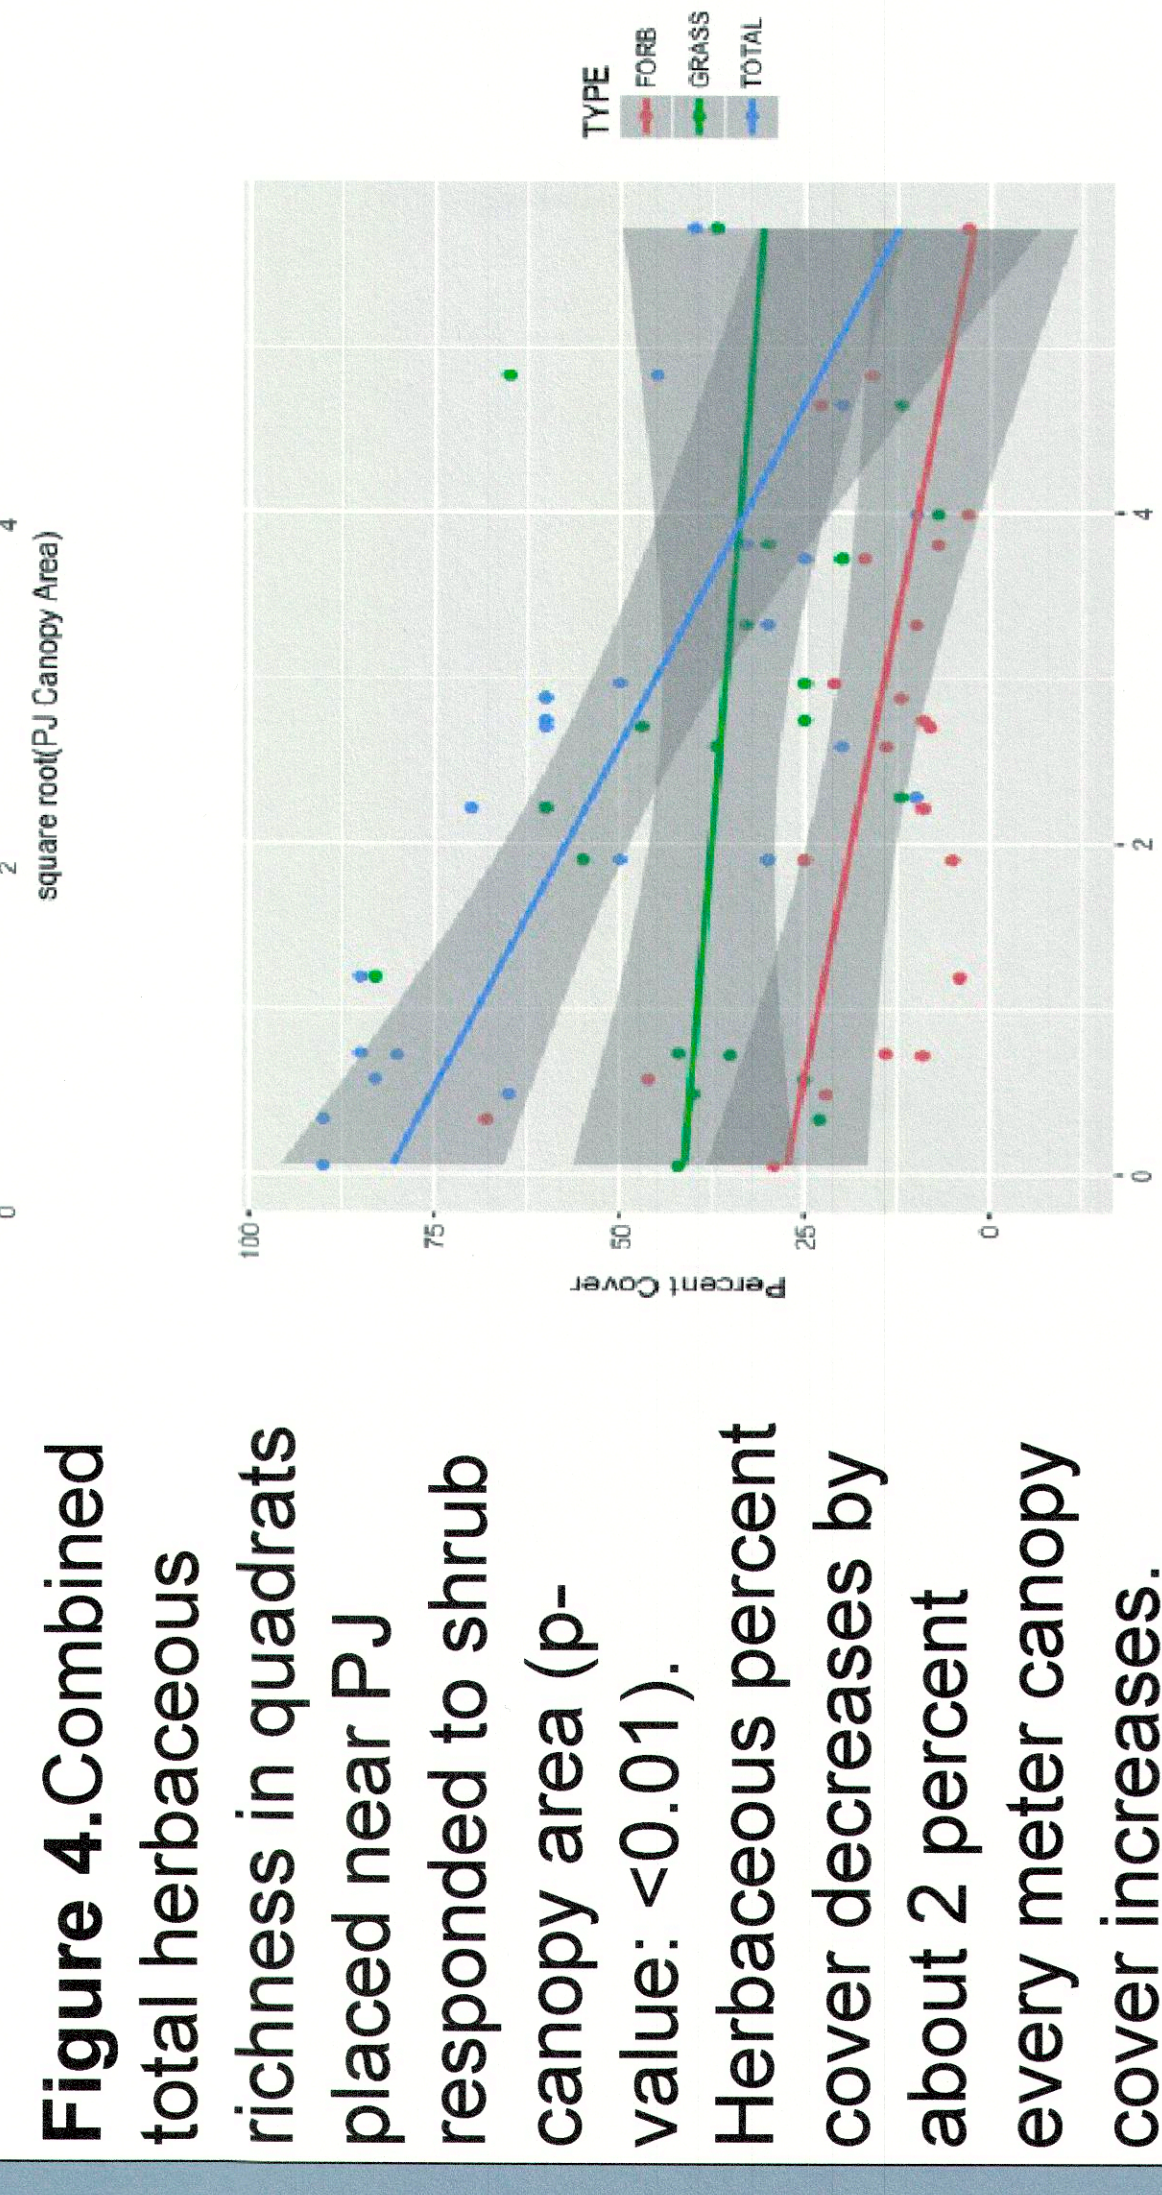 Figure 4.Combined
total herbaceous
richness in quadrats
placed near PJ
responded to shrub
canopy area (p-
value: <0.01).
Herbaceous percent
cover decreases by
about 2 percent
every meter canopy
cover increases.
0 2 4
square root(PJ Canopy Area)
Percent Cover
100
75
50
25
0
0 2 4
TYPE
FORB
GRASS
TOTAL